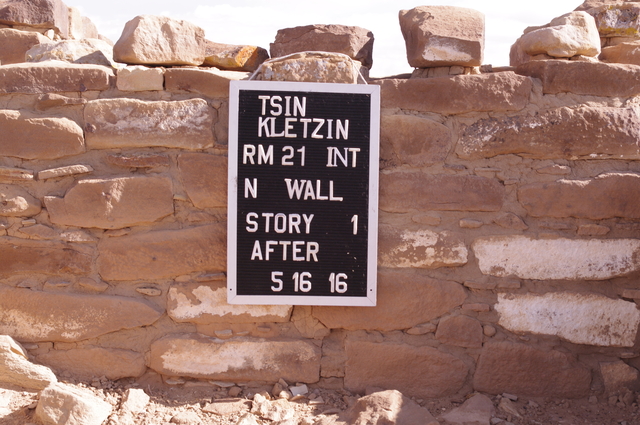 TSIN
KLETZIN
RM 21 INT
N WALL
STORY 1
AFTER
5 16 16